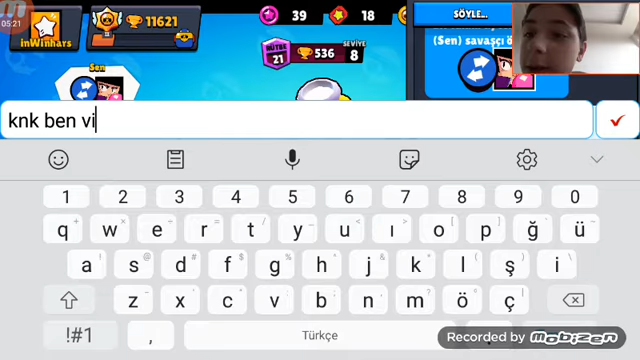 05:21
11621
39
18
SÖYLE...
inWinhars
RÜTBE
21
536
SEVİYE
8
Sen
(Sen) savaşçı ö
knk ben vi
1 2 3 4 5 6 7 8 9 0
q w e r t y u ı o p ğ ü
a s d f g h j k l ş i
z x c v b n m ö ç
!#1 , Türkçe
Recorded by mobizen